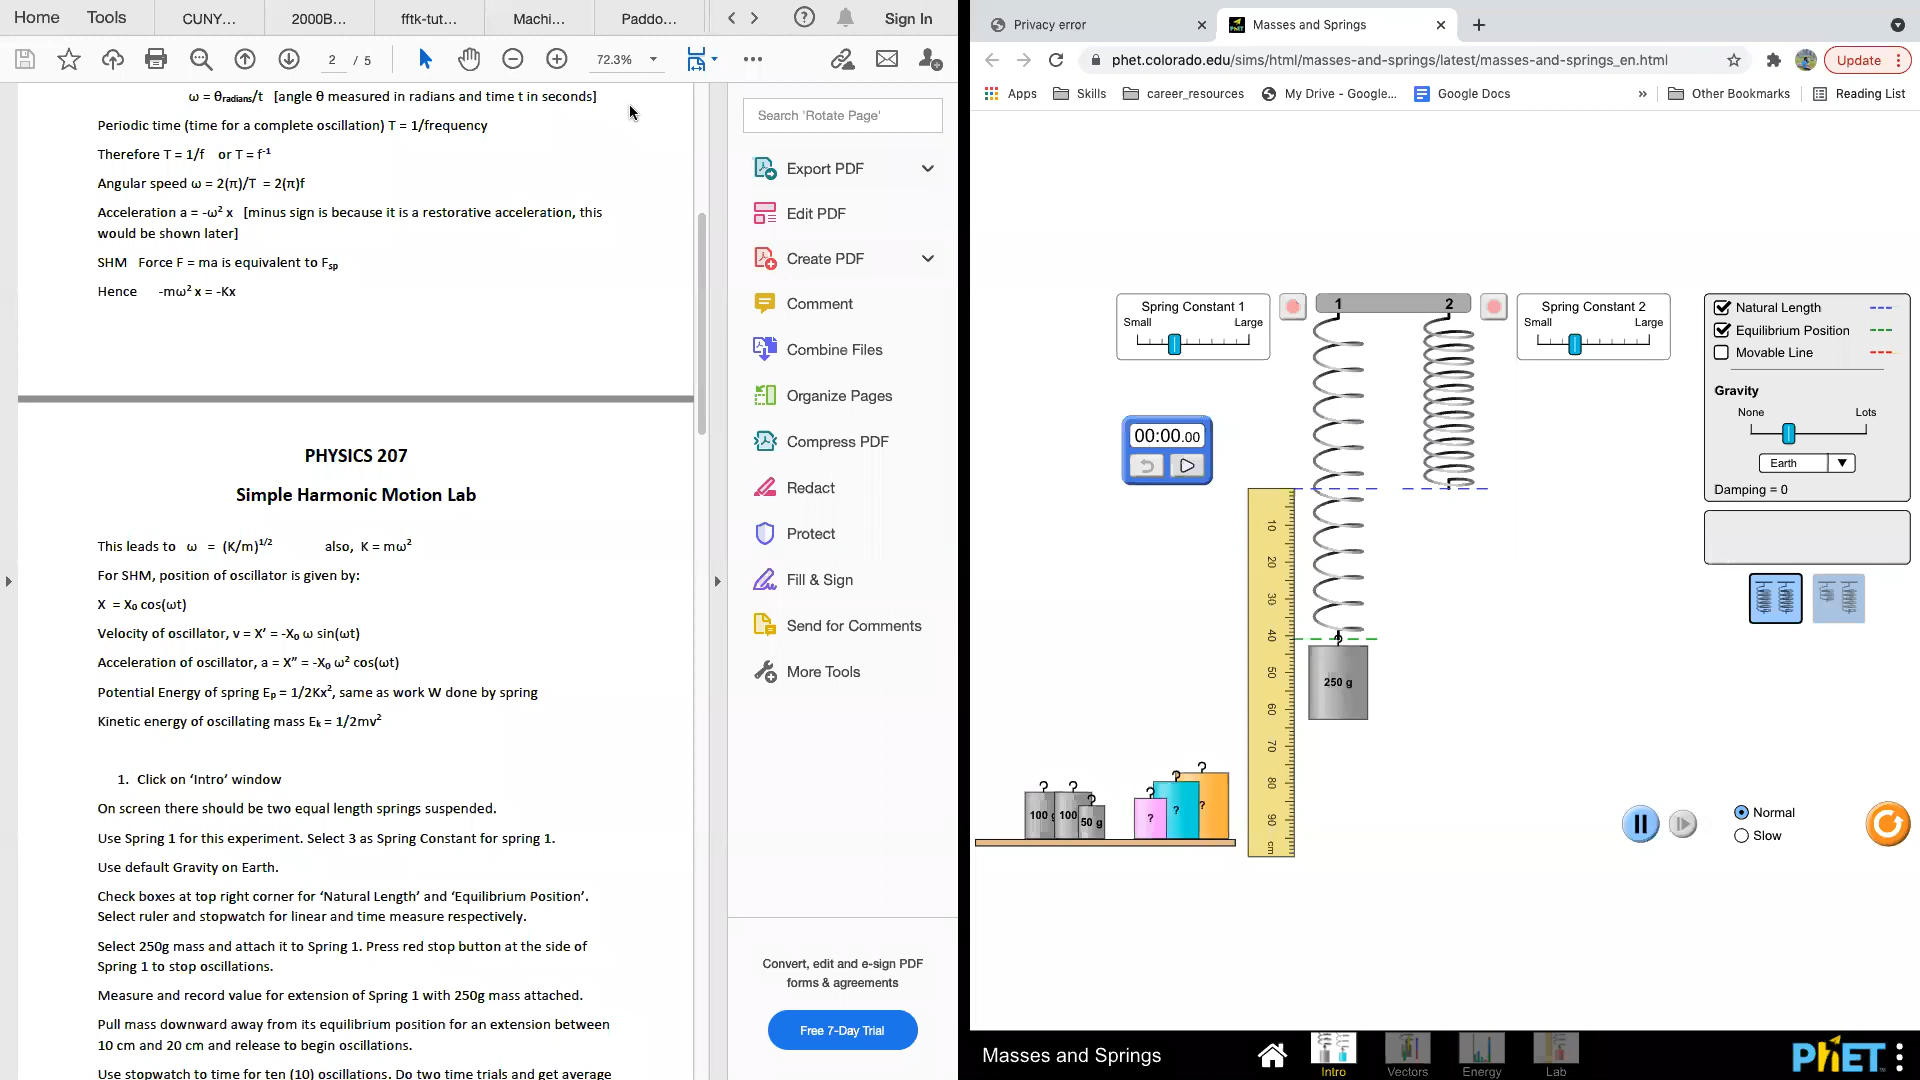 Home Tools CUNY... 2000B... fftk-tut... Machi... Paddo... Sign In
2 / 5 72.3%
ω = θradians/t [angle θ measured in radians and time t in seconds]
Periodic time (time for a complete oscillation) T = 1/frequency
Therefore T = 1/f or T = f-1
Angular speed ω = 2(π)/T = 2(π)f
Acceleration a = -ω2 x [minus sign is because it is a restorative acceleration, this
would be shown later]
SHM Force F = ma is equivalent to Fsp
Hence -mω2 x = -Kx
PHYSICS 207
Simple Harmonic Motion Lab
This leads to ω = (K/m)1/2 also, K = mω2
For SHM, position of oscillator is given by:
X = X0 cos(ωt)
Velocity of oscillator, v = X’ = -X0 ω sin(ωt)
Acceleration of oscillator, a = X” = -X0 ω2 cos(ωt)
Potential Energy of spring Ep = 1/2Kx2, same as work W done by spring
Kinetic energy of oscillating mass Ek = 1/2mv2
1. Click on ‘Intro’ window
On screen there should be two equal length springs suspended.
Use Spring 1 for this experiment. Select 3 as Spring Constant for spring 1.
Use default Gravity on Earth.
Check boxes at top right corner for ‘Natural Length’ and ‘Equilibrium Position’.
Select ruler and stopwatch for linear and time measure respectively.
Select 250g mass and attach it to Spring 1. Press red stop button at the side of
Spring 1 to stop oscillations.
Measure and record value for extension of Spring 1 with 250g mass attached.
Pull mass downward away from its equilibrium position for an extension between
10 cm and 20 cm and release to begin oscillations.
Use stopwatch to time for ten (10) oscillations. Do two time trials and get average
Search 'Rotate Page'
Export PDF
Edit PDF
Create PDF
Comment
Combine Files
Organize Pages
Compress PDF
Redact
Protect
Fill & Sign
Send for Comments
More Tools
Convert, edit and e-sign PDF
forms & agreements
Free 7-Day Trial
Privacy error Masses and Springs
phet.colorado.edu/sims/html/masses-and-springs/latest/masses-and-springs_en.html Update
Apps Skills career_resources My Drive - Google... Google Docs » Other Bookmarks Reading List
Spring Constant 1
Small Large
1 2
Spring Constant 2
Small Large
Natural Length
Equilibrium Position
Movable Line
Gravity
None Lots
Earth
Damping = 0
00:00.00
10
20
30
40
50
60
70
80
90
cm
250 g
100 g
100
50 g
?
?
?
Normal
Slow
Masses and Springs
Intro
Vectors
Energy
Lab
PhET